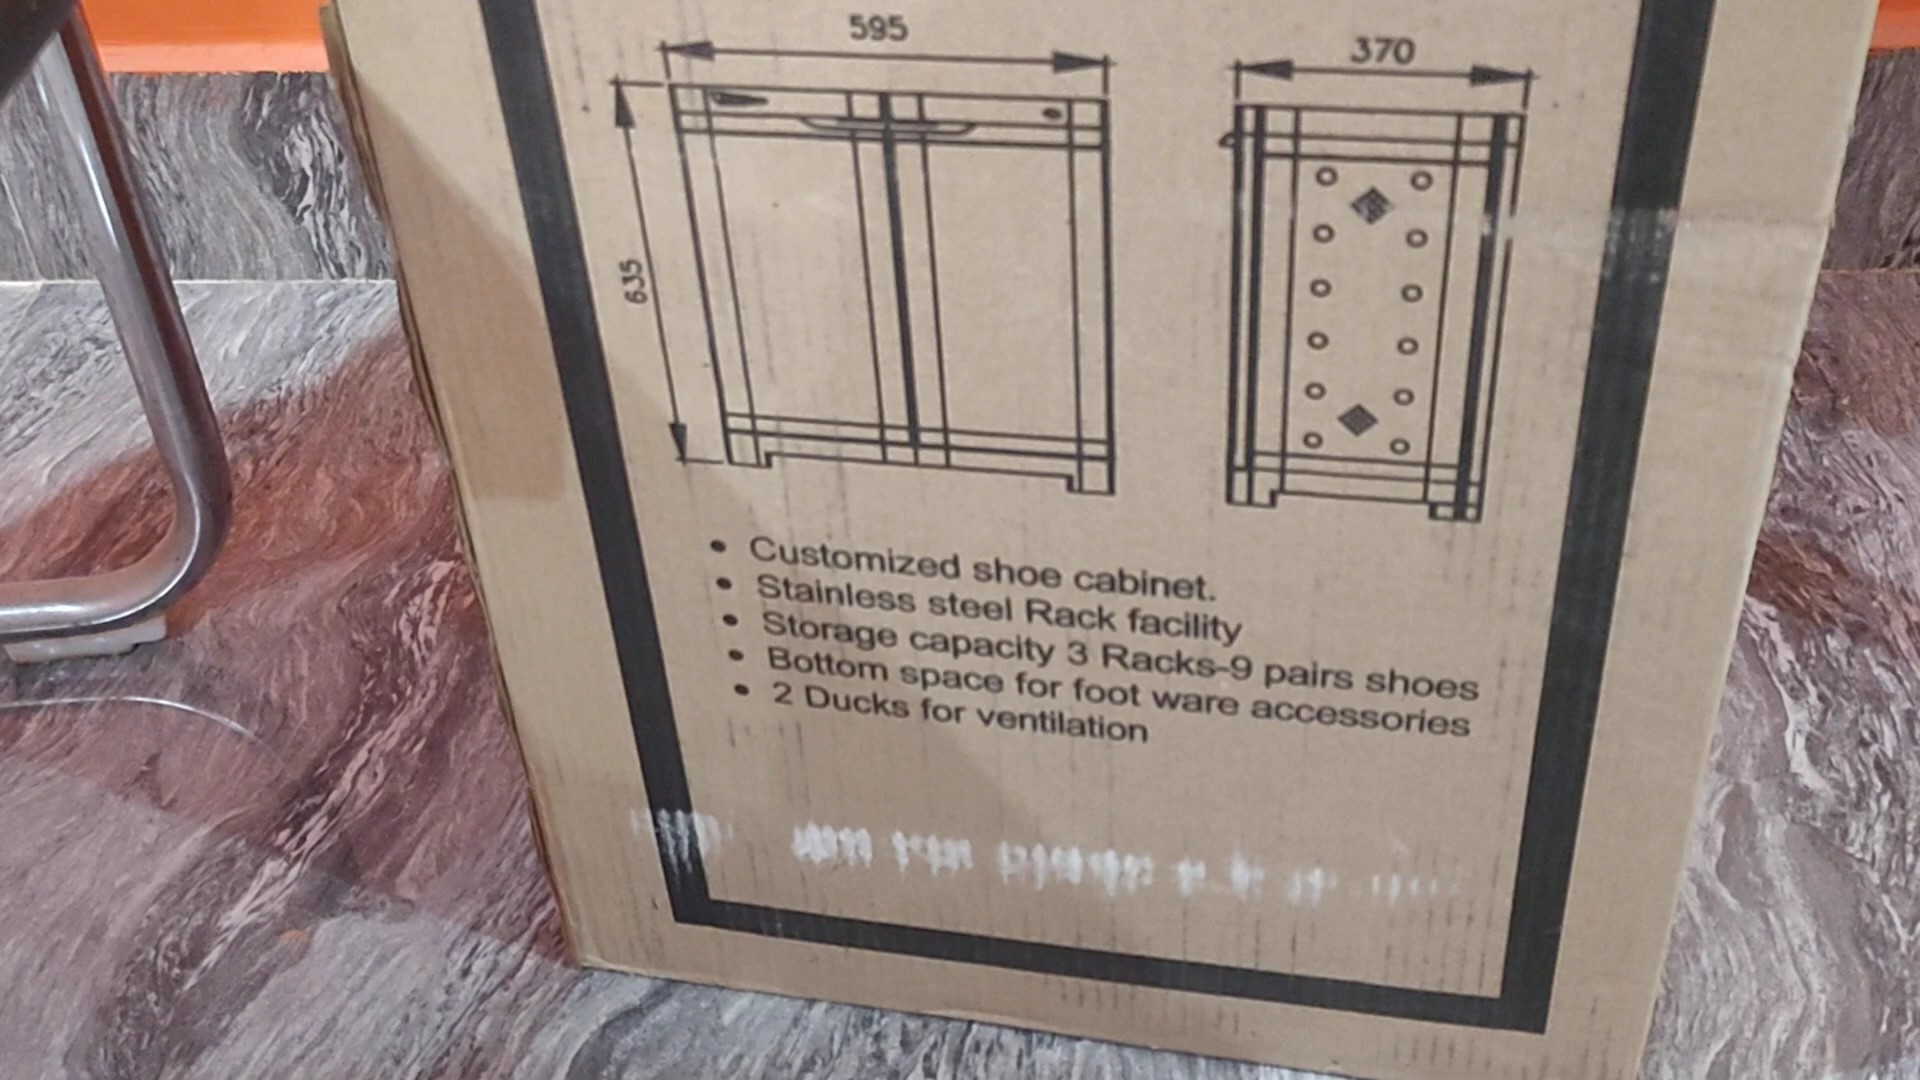 595
370
635
• Customized shoe cabinet.
• Stainless steel Rack facility
• Storage capacity 3 Racks-9 pairs shoes
• Bottom space for foot ware accessories
• 2 Ducks for ventilation